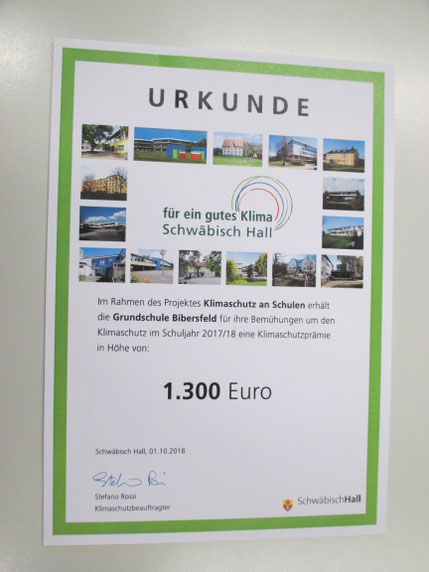 URKUNDE
für ein gutes Klima
Schwäbisch Hall
Im Rahmen des Projektes Klimaschutz an Schulen erhält
die Grundschule Bibersfeld für ihre Bemühungen um den
Klimaschutz im Schuljahr 2017/18 eine Klimaschutzprämie
in Höhe von:
1.300 Euro
Schwäbisch Hall, 01.10.2018
Stefano Rossi
Klimaschutzbeauftragter
SchwäbischHall